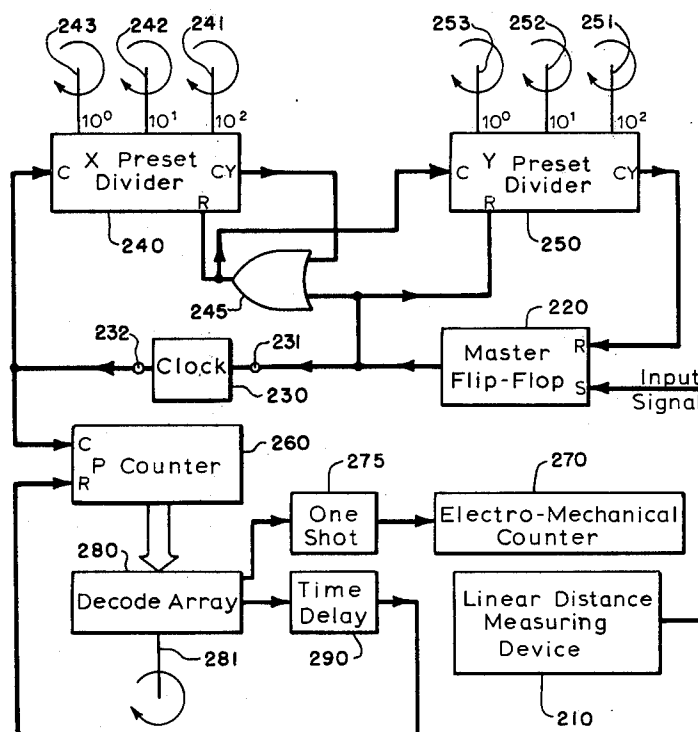 243 242 241
253 252 251
10⁰ 10¹ 10²
10⁰ 10¹ 10²
C X Preset CY
Divider
R
C Y Preset CY
Divider
R
240
250
245
220
232
231
Clock
230
Master R
Flip-Flop S
Input
Signal
260
C
P Counter
R
275
270
One
Shot
Electro-Mechanical
Counter
280
Decode Array
Time
Delay
Linear Distance
Measuring
Device
281
290
210